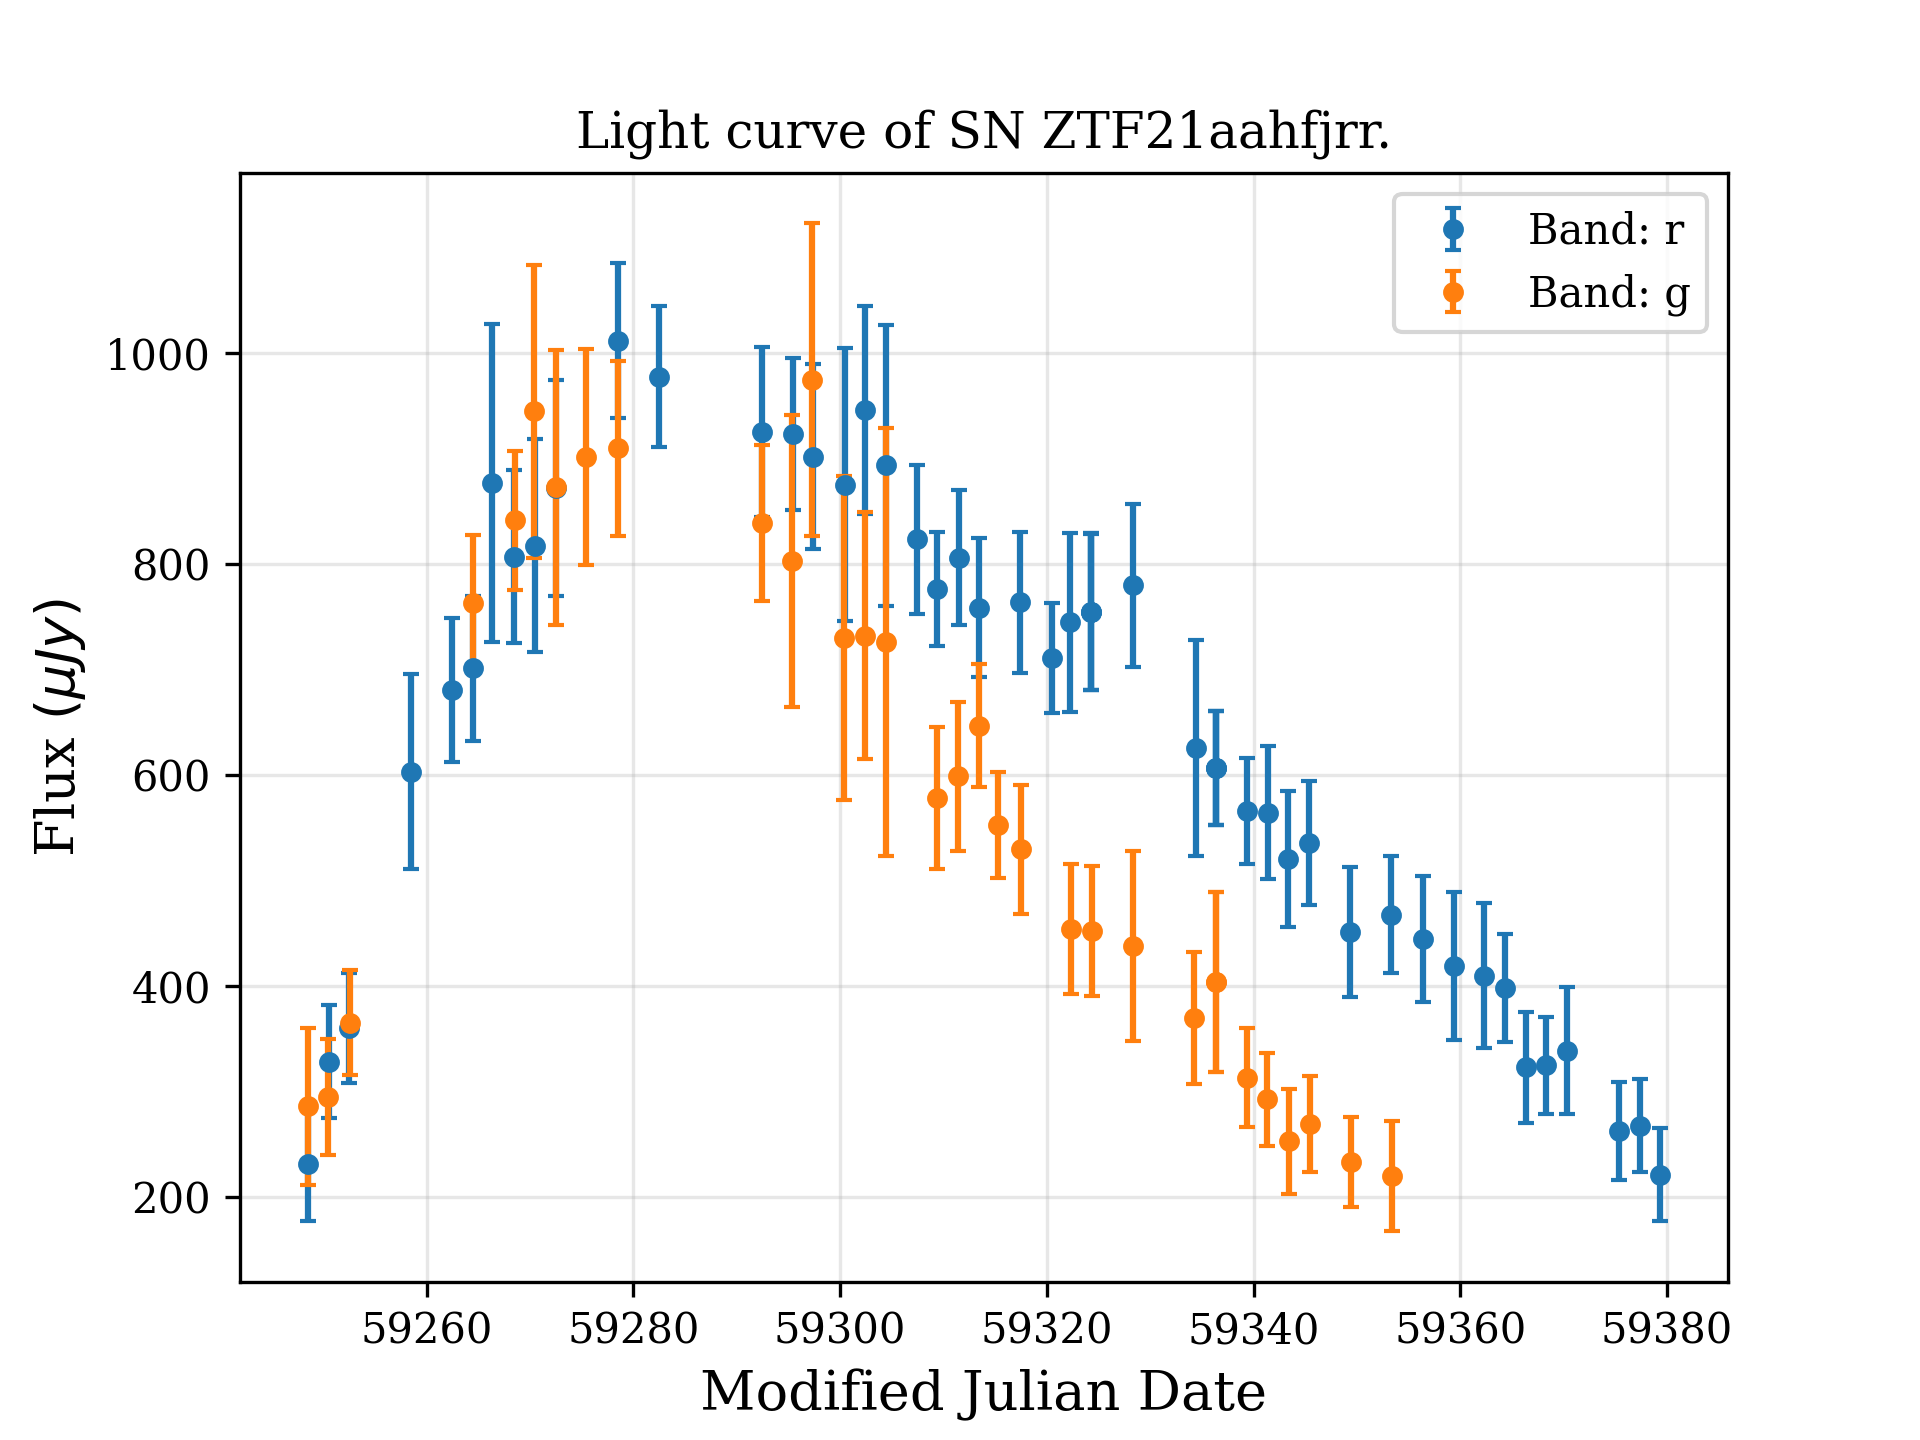 Light curve of SN ZTF21aahfjrr.
Band: r
Band: g
1000
800
600
400
200
Flux (μJy)
59260 59280 59300 59320 59340 59360 59380
Modified Julian Date